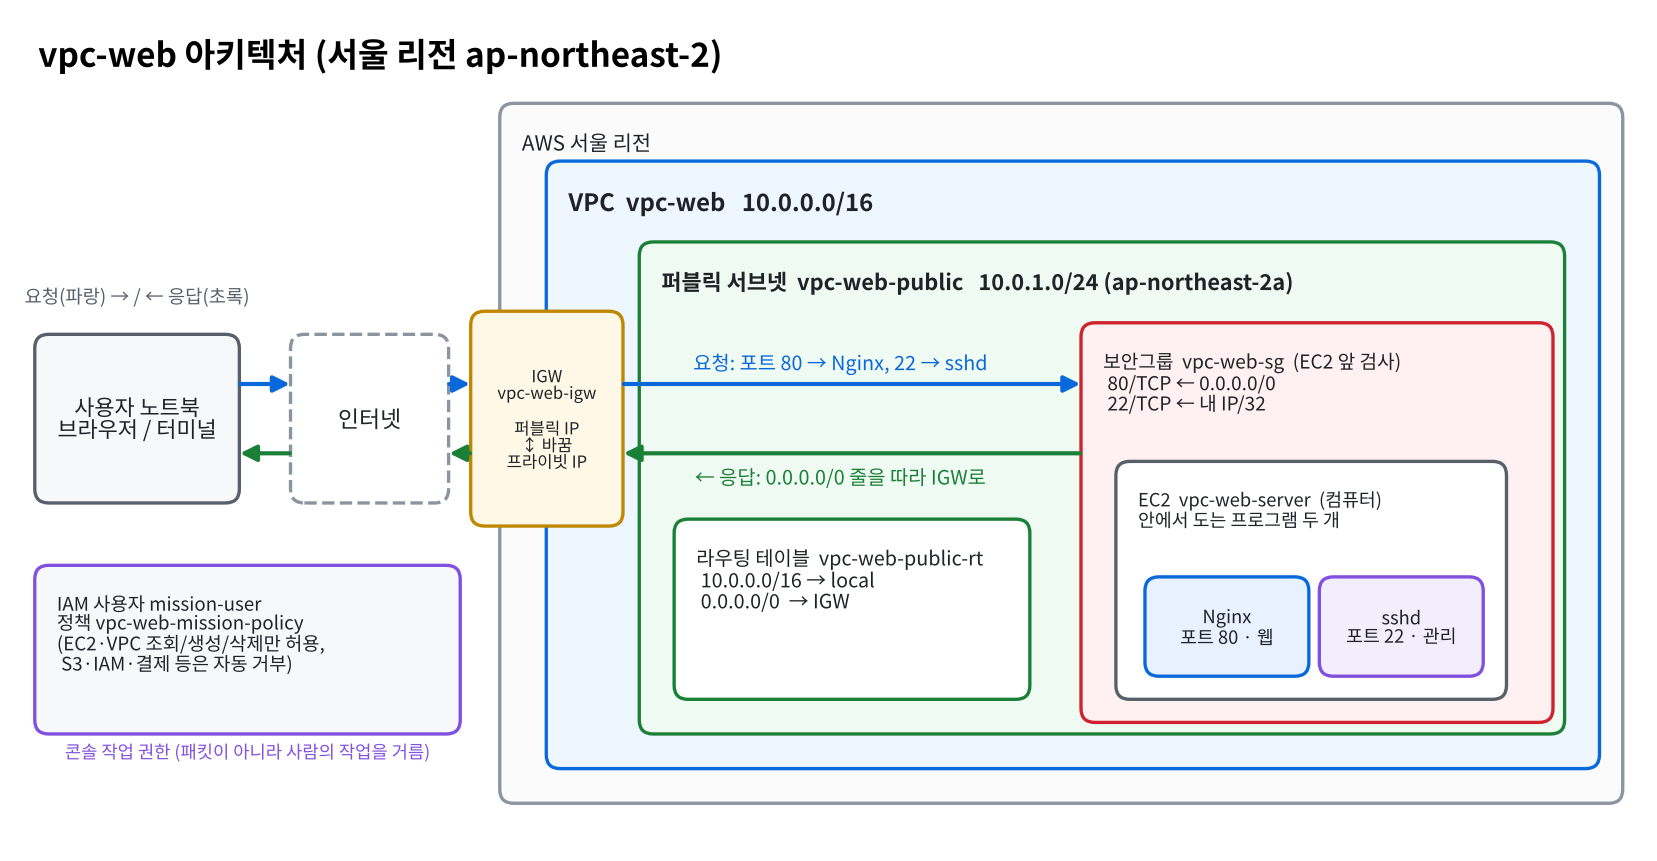 vpc-web 아키텍처 (서울 리전 ap-northeast-2)
AWS 서울 리전
VPC vpc-web 10.0.0.0/16
퍼블릭 서브넷 vpc-web-public 10.0.1.0/24 (ap-northeast-2a)
요청(파랑) → / ← 응답(초록)
사용자 노트북
브라우저 / 터미널
인터넷
IGW
vpc-web-igw
퍼블릭 IP
↕ 바꿈
프라이빗 IP
요청: 포트 80 → Nginx, 22 → sshd
← 응답: 0.0.0.0/0 줄을 따라 IGW로
보안그룹 vpc-web-sg (EC2 앞 검사)
80/TCP ← 0.0.0.0/0
22/TCP ← 내 IP/32
EC2 vpc-web-server (컴퓨터)
안에서 도는 프로그램 두 개
Nginx
포트 80 · 웹
sshd
포트 22 · 관리
라우팅 테이블 vpc-web-public-rt
10.0.0.0/16 → local
0.0.0.0/0 → IGW
IAM 사용자 mission-user
정책 vpc-web-mission-policy
(EC2·VPC 조회/생성/삭제만 허용,
S3·IAM·결제 등은 자동 거부)
콘솔 작업 권한 (패킷이 아니라 사람의 작업을 거름)